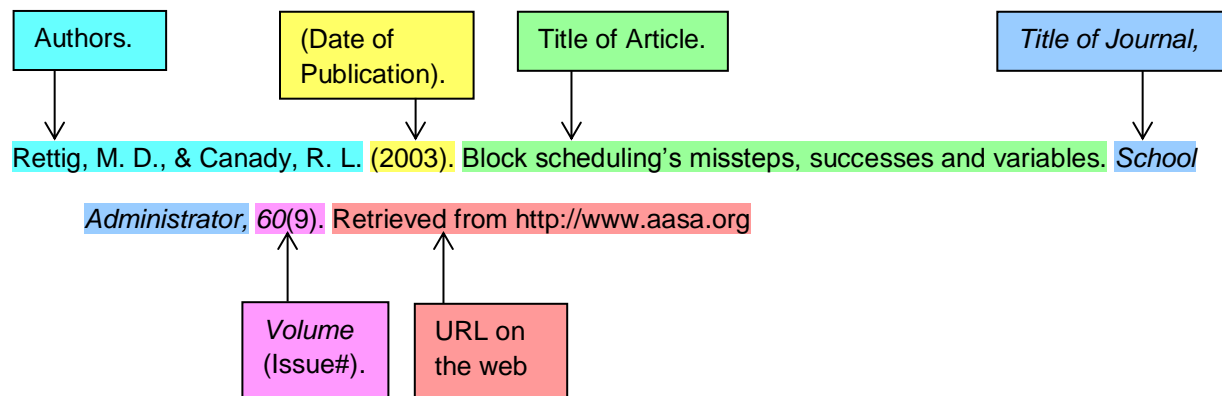 Authors.
(Date of
Publication).
Title of Article.
Title of Journal,
Rettig, M. D., & Canady, R. L. (2003). Block scheduling’s missteps, successes and variables. School
Administrator, 60(9). Retrieved from http://www.aasa.org
Volume
(Issue#).
URL on
the web